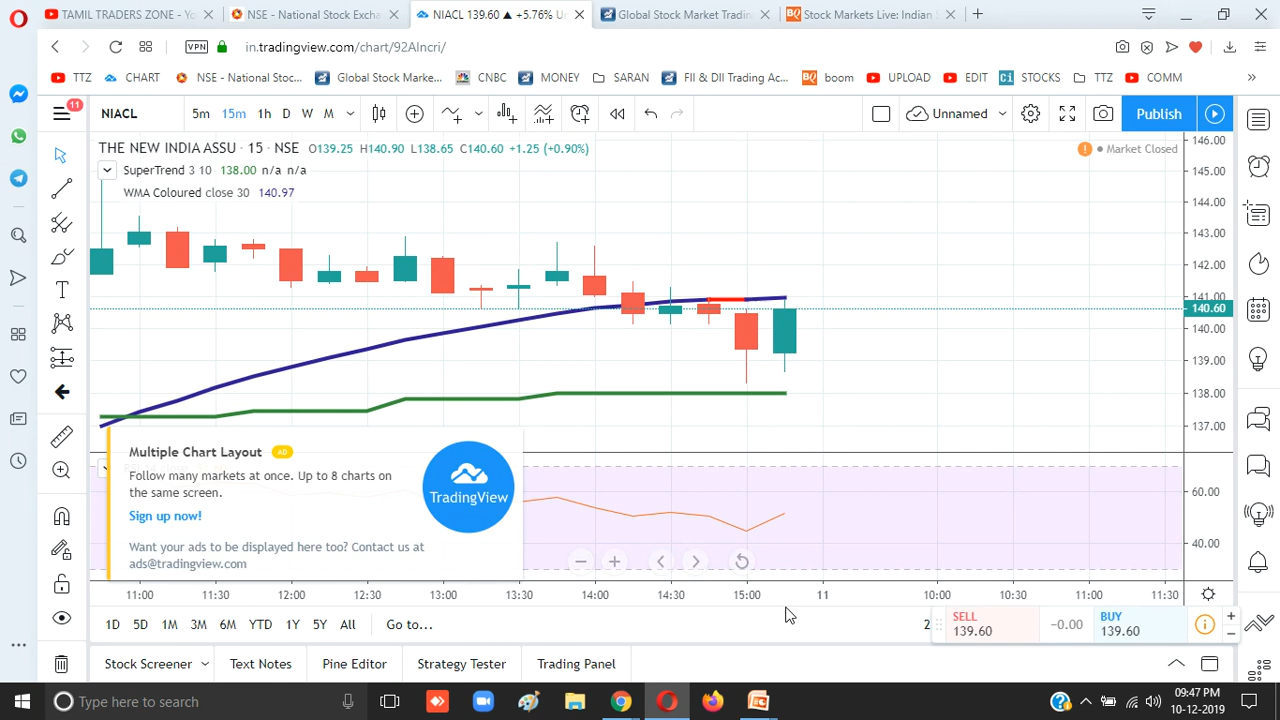 TAMIL TRADERS ZONE - Yo
NSE - National Stock Excha
NIACL 139.60 ▲ +5.76% Un
Global Stock Market Tradin
Stock Markets Live: Indian S
VPN
in.tradingview.com/chart/92AIncri/
TTZ
CHART
NSE - National Stoc...
Global Stock Marke...
CNBC
MONEY
SARAN
FII & DII Trading Ac...
boom
UPLOAD
EDIT
STOCKS
TTZ
COMM
11
NIACL
5m 15m 1h D W M
Unnamed
Publish
THE NEW INDIA ASSU · 15 · NSE O139.25 H140.90 L138.65 C140.60 +1.25 (+0.90%)
Market Closed
SuperTrend 3 10 138.00 n/a n/a
WMA Coloured close 30 140.97
146.00
145.00
144.00
143.00
142.00
141.00
140.60
140.00
139.00
138.00
137.00
60.00
40.00
Multiple Chart Layout AD
Follow many markets at once. Up to 8 charts on
the same screen.
Sign up now!
Want your ads to be displayed here too? Contact us at
ads@tradingview.com
TradingView
11:00 11:30 12:00 12:30 13:00 13:30 14:00 14:30 15:00 11 10:00 10:30 11:00 11:30
1D 5D 1M 3M 6M YTD 1Y 5Y All Go to...
2
SELL
139.60
−0.00
BUY
139.60
Stock Screener Text Notes Pine Editor Strategy Tester Trading Panel
Type here to search
09:47 PM
10-12-2019